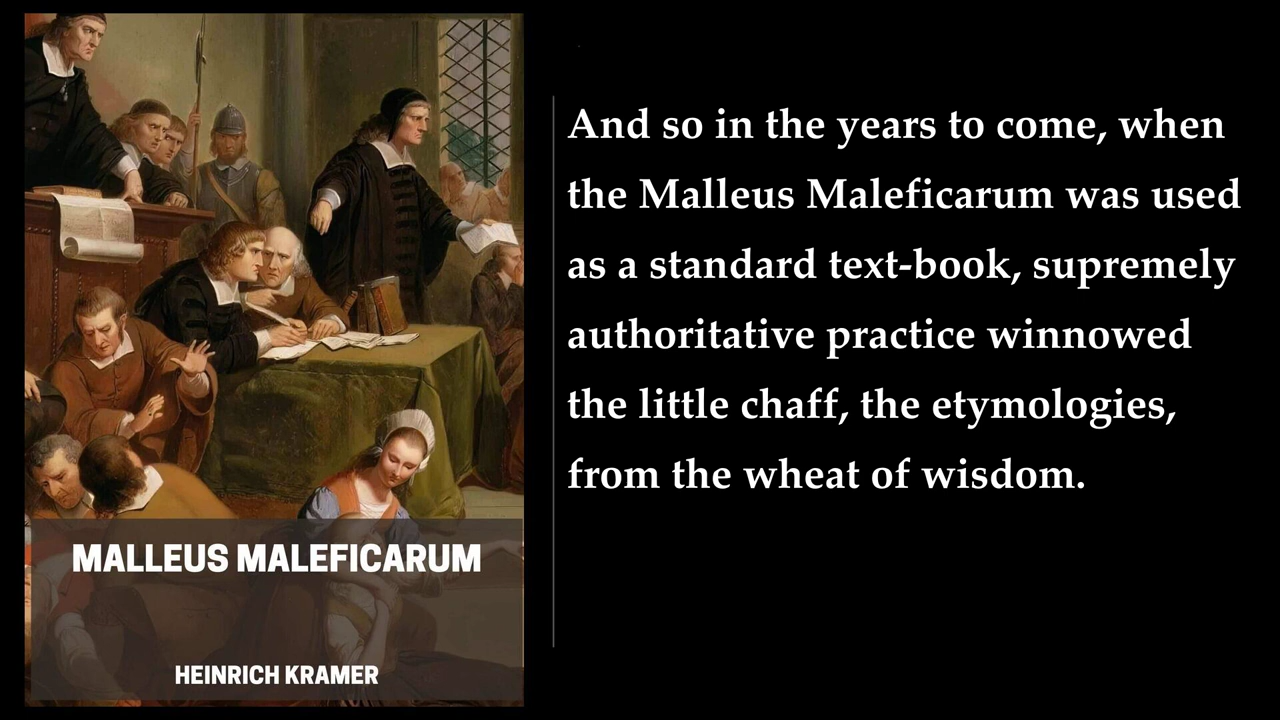 MALLEUS MALEFICARUM
HEINRICH KRAMER
And so in the years to come, when
the Malleus Maleficarum was used
as a standard text-book, supremely
authoritative practice winnowed
the little chaff, the etymologies,
from the wheat of wisdom.